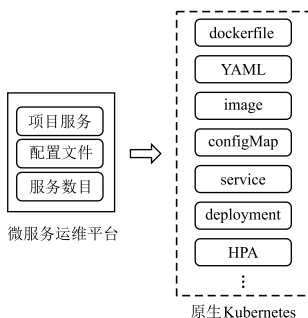 项目服务
配置文件
服务数目
微服务运维平台
dockerfile
YAML
image
configMap
service
deployment
HPA
⋮
原生Kubernetes